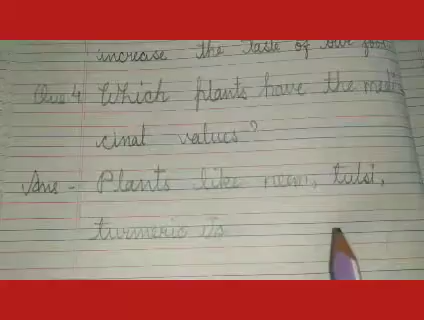 increase the taste of our food
Que 4 Which plants have the medi
cinal values?
Ans - Plants like neem, tulsi,
turmeric is